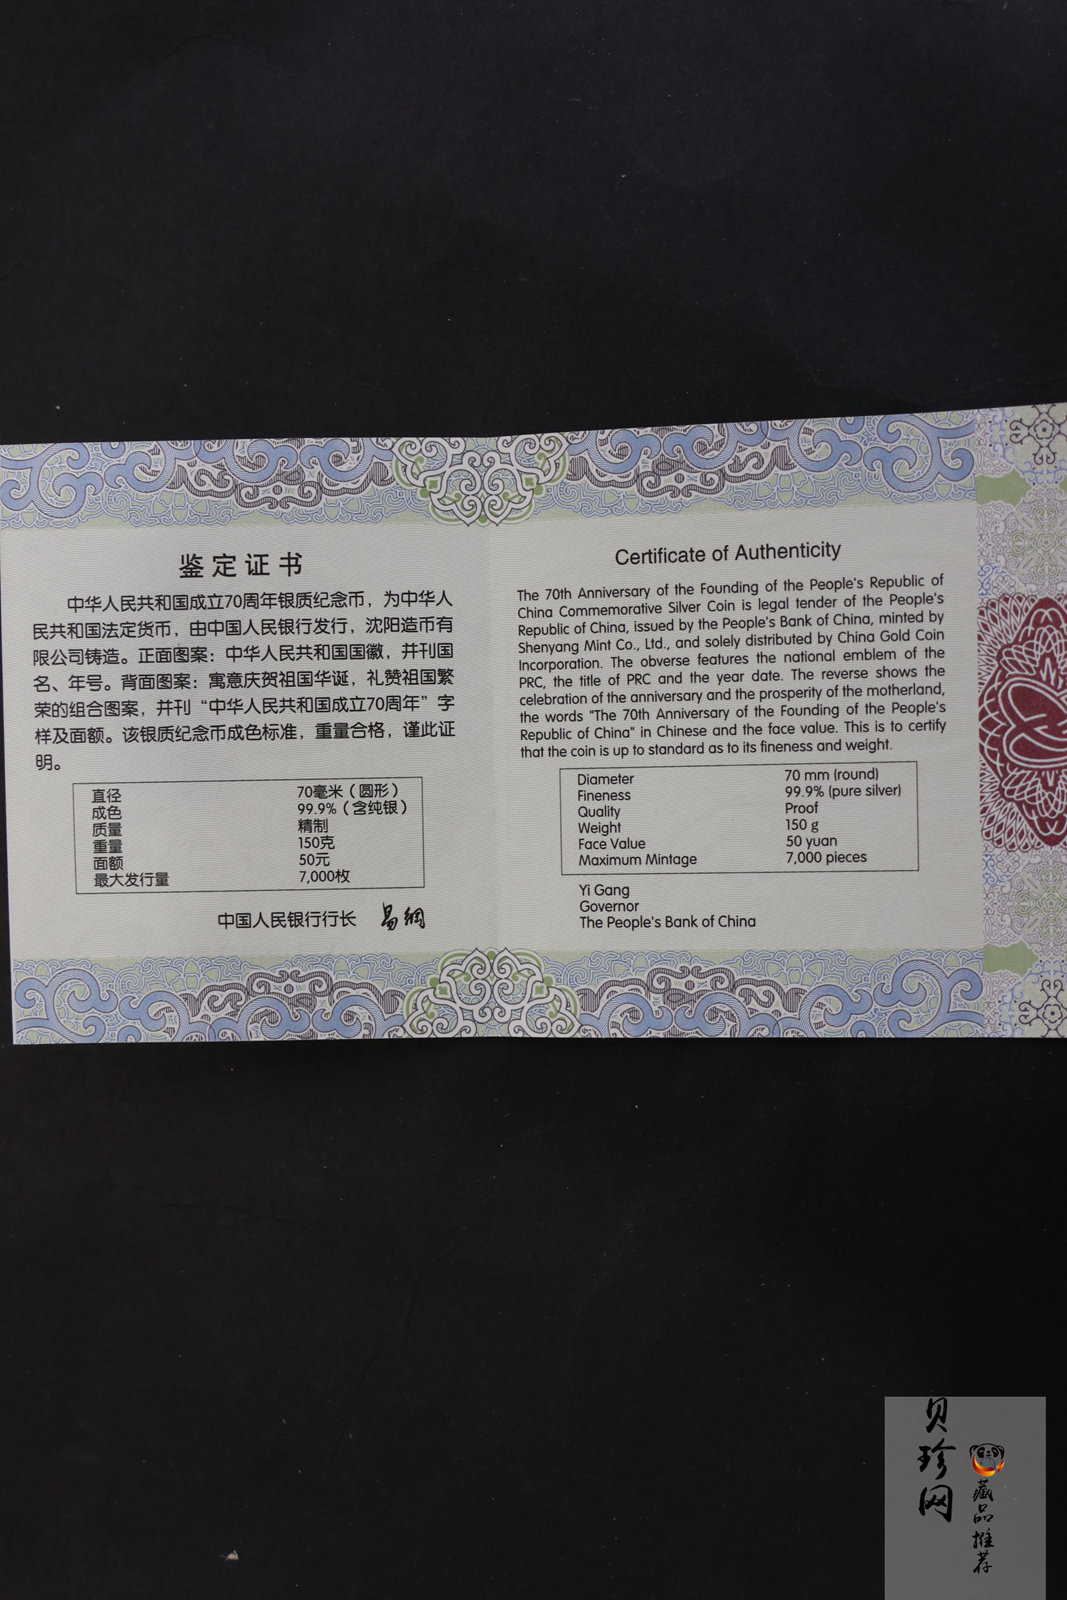 鉴定证书
中华人民共和国成立70周年银质纪念币，为中华人
民共和国法定货币，由中国人民银行发行，沈阳造币有
限公司铸造。正面图案：中华人民共和国国徽，并刊国
名、年号。背面图案：寓意庆贺祖国华诞，礼赞祖国繁
荣的组合图案，并刊“中华人民共和国成立70周年”字
样及面额。该银质纪念币成色标准，重量合格，谨此证
明。
直径 70毫米（圆形）
成色 99.9%（含纯银）
质量 精制
重量 150克
面额 50元
最大发行量 7,000枚
中国人民银行行长 易纲
Certificate of Authenticity
The 70th Anniversary of the Founding of the People's Republic of
China Commemorative Silver Coin is legal tender of the People's
Republic of China, issued by the People's Bank of China, minted by
Shenyang Mint Co., Ltd., and solely distributed by China Gold Coin
Incorporation. The obverse features the national emblem of the
PRC, the title of PRC and the year date. The reverse shows the
celebration of the anniversary and the prosperity of the motherland,
the words "The 70th Anniversary of the Founding of the People's
Republic of China" in Chinese and the face value. This is to certify
that the coin is up to standard as to its fineness and weight.
Diameter 70 mm (round)
Fineness 99.9% (pure silver)
Quality Proof
Weight 150 g
Face Value 50 yuan
Maximum Mintage 7,000 pieces
Yi Gang
Governor
The People's Bank of China
贝珍网
藏品推荐